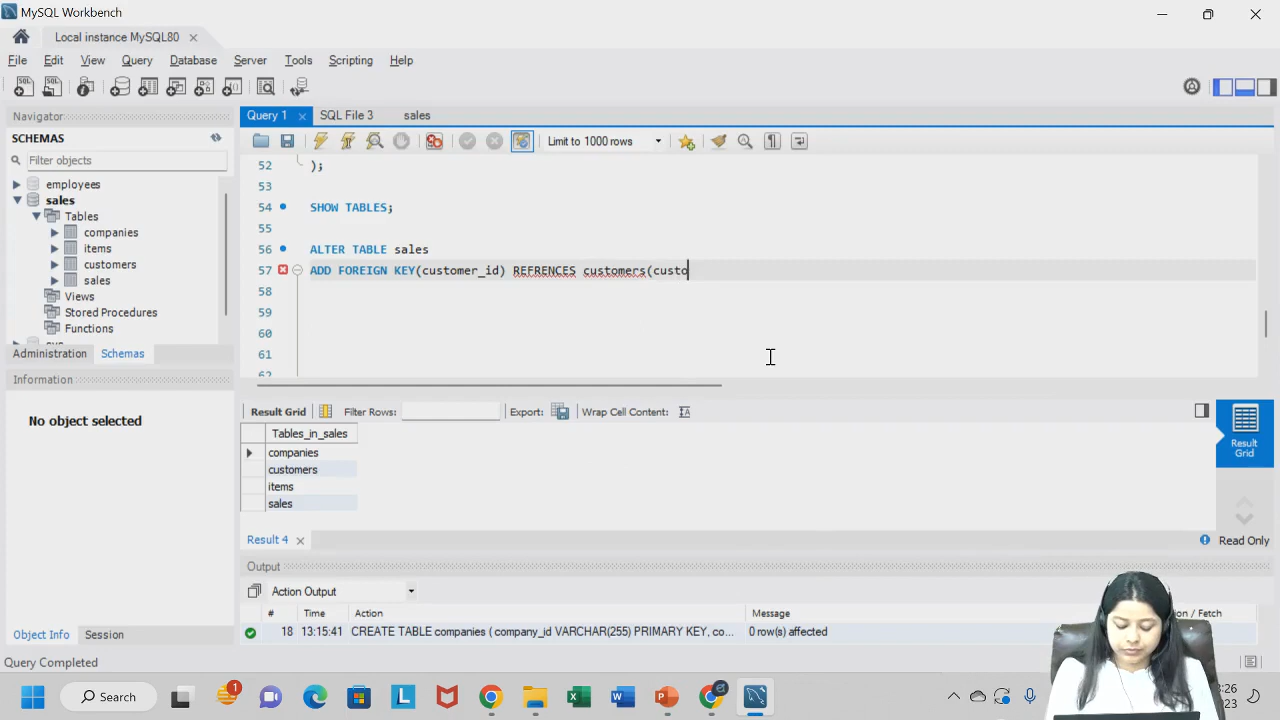 MySQL Workbench
Local instance MySQL80
File Edit View Query Database Server Tools Scripting Help
Navigator
SCHEMAS
Filter objects
employees
sales
Tables
companies
items
customers
sales
Views
Stored Procedures
Functions
Administration Schemas
Information
No object selected
Object Info Session
Query 1 SQL File 3 sales
Limit to 1000 rows
52 );
53
54 SHOW TABLES;
55
56 ALTER TABLE sales
57 ADD FOREIGN KEY(customer_id) REFRENCES customers(custo
58
59
60
61
62
Result Grid Filter Rows: Export: Wrap Cell Content:
Tables_in_sales
companies
customers
items
sales
Result Grid
Result 4
Read Only
Output
Action Output
# Time Action Message / Fetch
18 13:15:41 CREATE TABLE companies ( company_id VARCHAR(255) PRIMARY KEY, co... 0 row(s) affected
Query Completed
Search
1